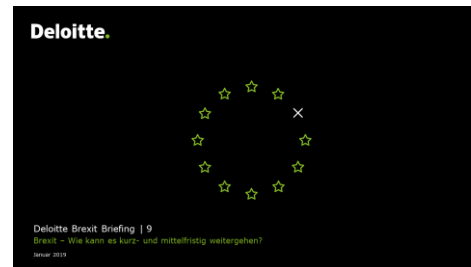 Deloitte.
Deloitte Brexit Briefing | 9
Brexit – Wie kann es kurz- und mittelfristig weitergehen?
Januar 2019